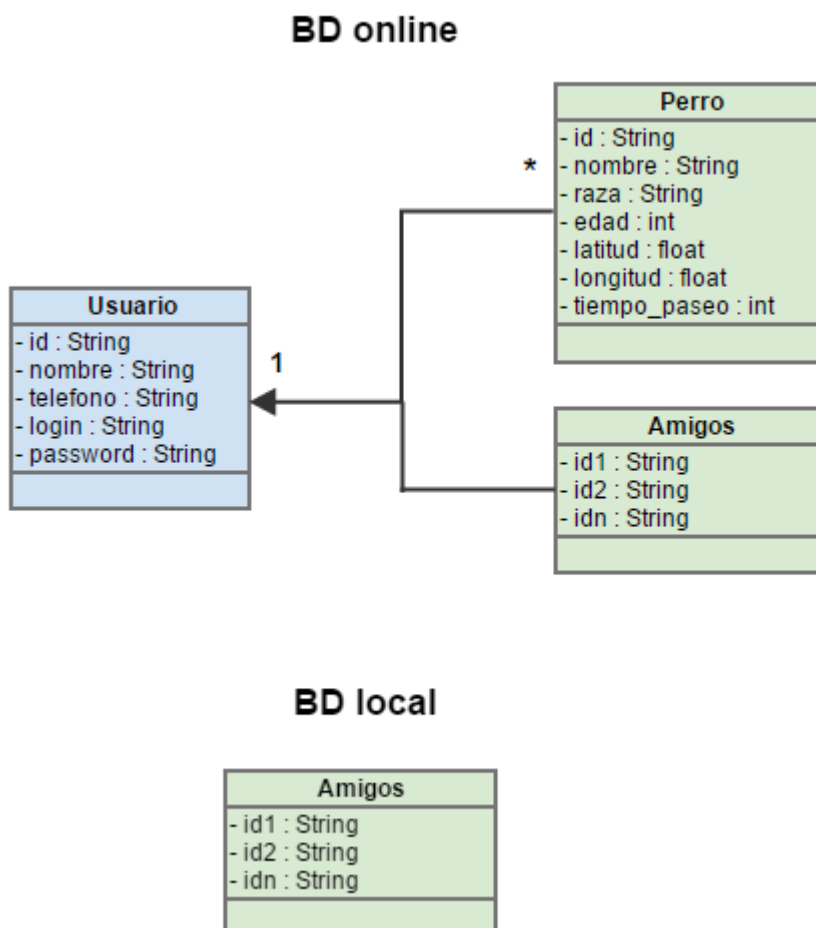 BD online
Perro
- id : String
- nombre : String
- raza : String
- edad : int
- latitud : float
- longitud : float
- tiempo_paseo : int
*
Usuario
- id : String
- nombre : String
- telefono : String
- login : String
- password : String
1
Amigos
- id1 : String
- id2 : String
- idn : String
BD local
Amigos
- id1 : String
- id2 : String
- idn : String